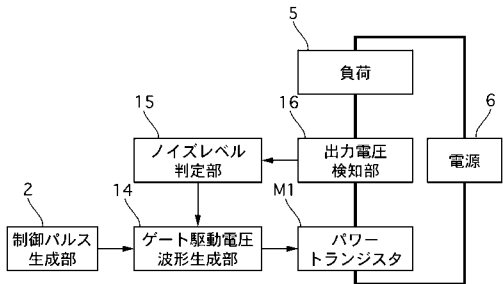 5
負荷
6
電源
15
ノイズレベル
判定部
16
出力電圧
検知部
2
制御パルス
生成部
14
ゲート駆動電圧
波形生成部
M1
パワー
トランジスタ